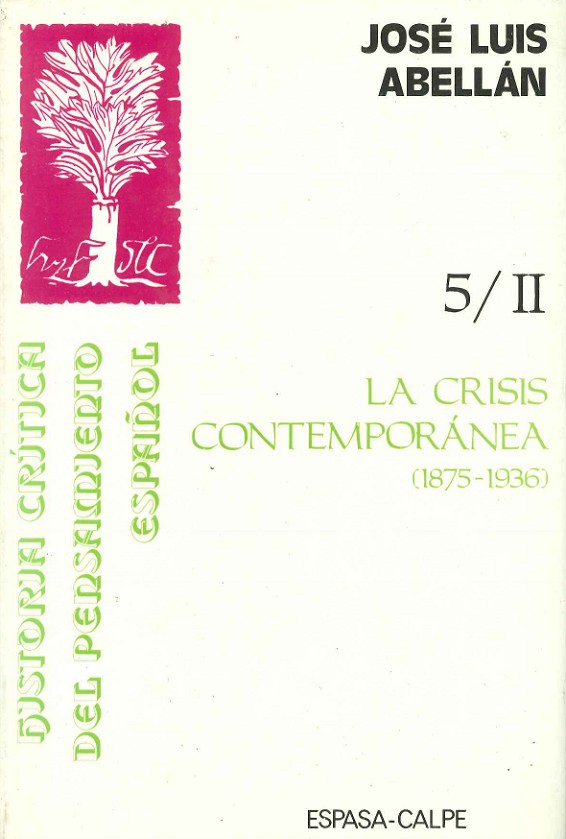 JOSÉ LUIS
ABELLÁN
5/II
LA CRISIS
CONTEMPORÁNEA
(1875-1936)
HISTORIA CRÍTICA
DEL PENSAMIENTO
ESPAÑOL
ESPASA-CALPE